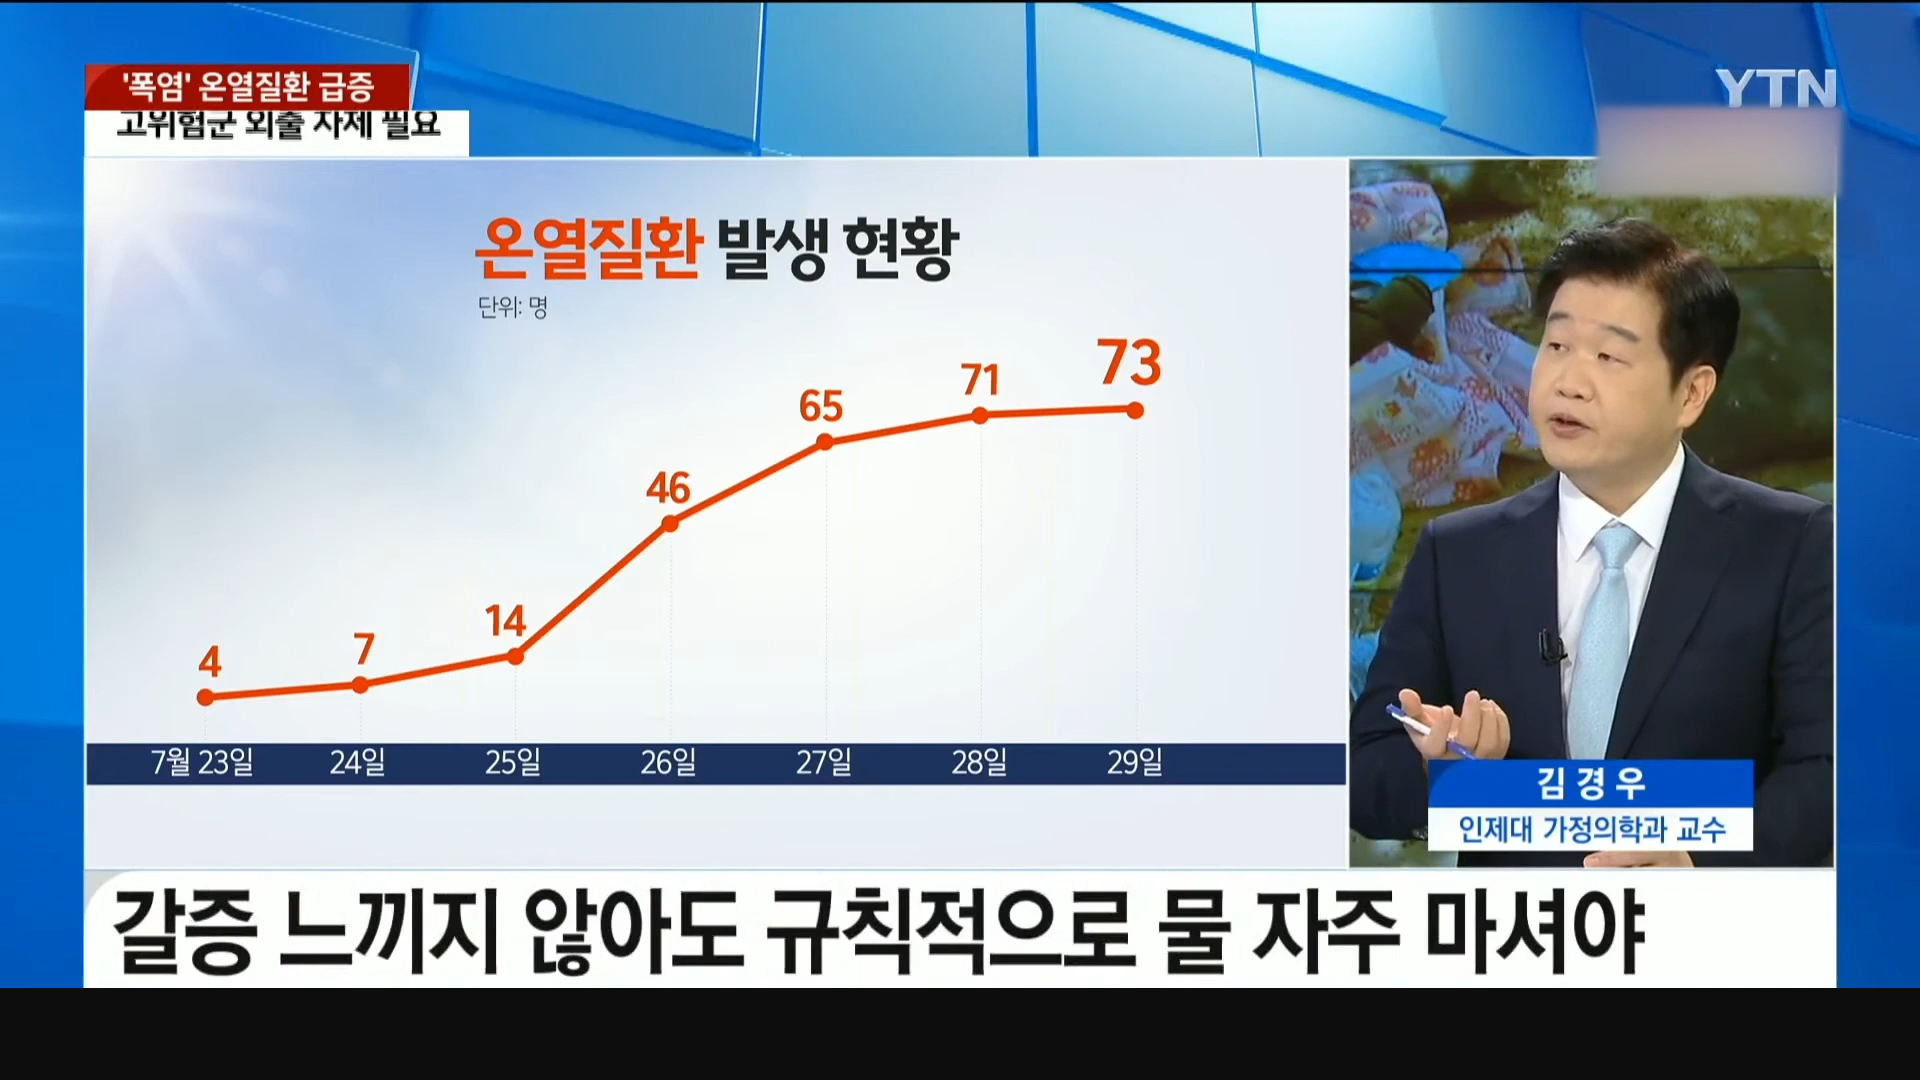 '폭염' 온열질환 급증
고위험군 외출 자제 필요
YTN
온열질환 발생 현황
단위: 명
4
7
14
46
65
71
73
7월 23일 24일 25일 26일 27일 28일 29일
김경우
인제대 가정의학과 교수
갈증 느끼지 않아도 규칙적으로 물 자주 마셔야